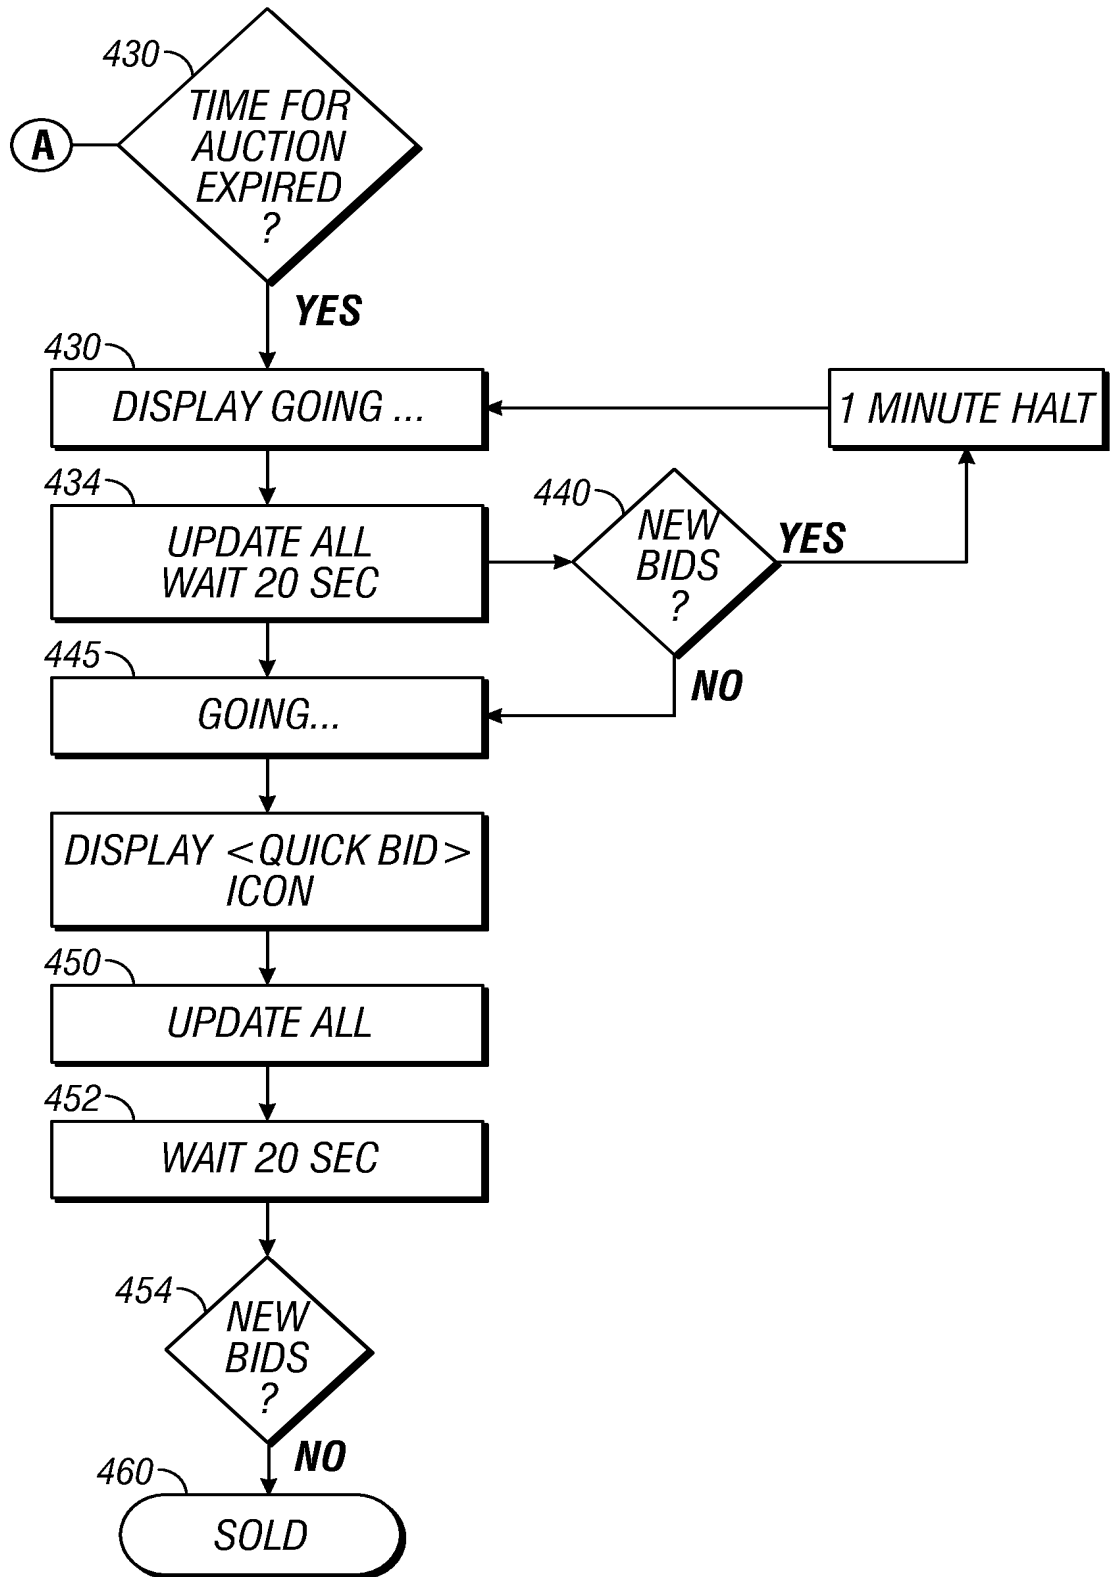 430
TIME FOR
AUCTION
EXPIRED
?
A
YES
430
DISPLAY GOING ...
1 MINUTE HALT
434
UPDATE ALL
WAIT 20 SEC
440
NEW
BIDS
?
YES
NO
445
GOING...
DISPLAY <QUICK BID>
ICON
450
UPDATE ALL
452
WAIT 20 SEC
454
NEW
BIDS
?
NO
460
SOLD